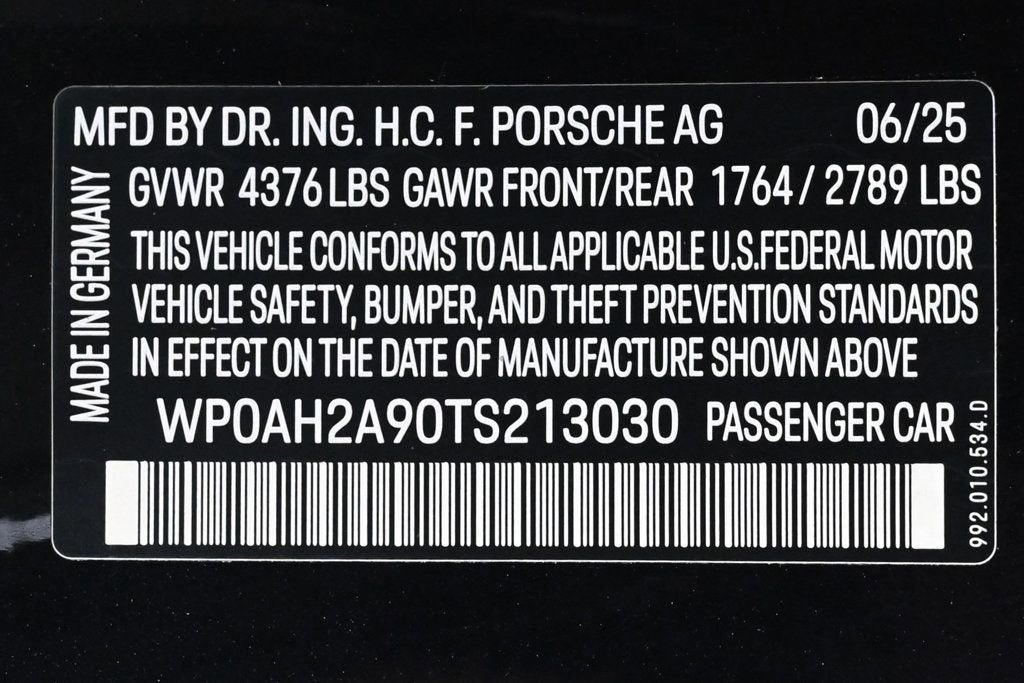 MFD BY DR. ING. H.C. F. PORSCHE AG 06/25
GVWR 4376 LBS GAWR FRONT/REAR 1764 / 2789 LBS
THIS VEHICLE CONFORMS TO ALL APPLICABLE U.S.FEDERAL MOTOR
VEHICLE SAFETY, BUMPER, AND THEFT PREVENTION STANDARDS
IN EFFECT ON THE DATE OF MANUFACTURE SHOWN ABOVE
WP0AH2A90TS213030 PASSENGER CAR
MADE IN GERMANY
992.010.534.D